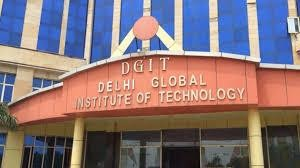 DGIT
DELHI GLOBAL
INSTITUTE OF TECHNOLOGY